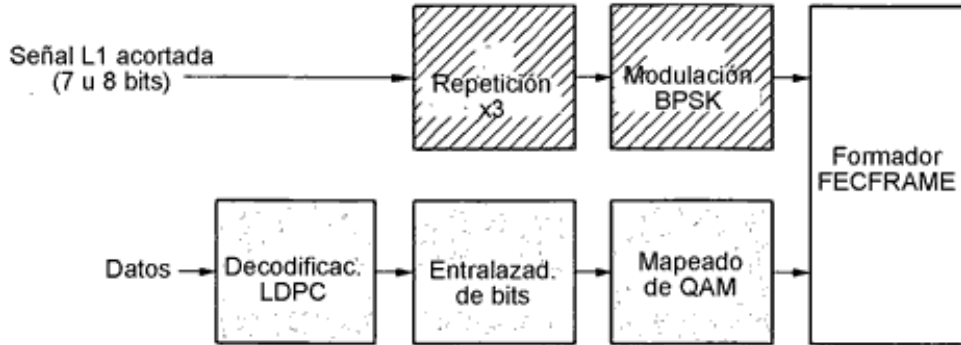 Señal L1 acortada
(7 u 8 bits)
Repetición
x3
Modulación
BPSK
Formador
FECFRAME
Datos
Decodificac.
LDPC
Entralazad.
de bits
Mapeado
de QAM